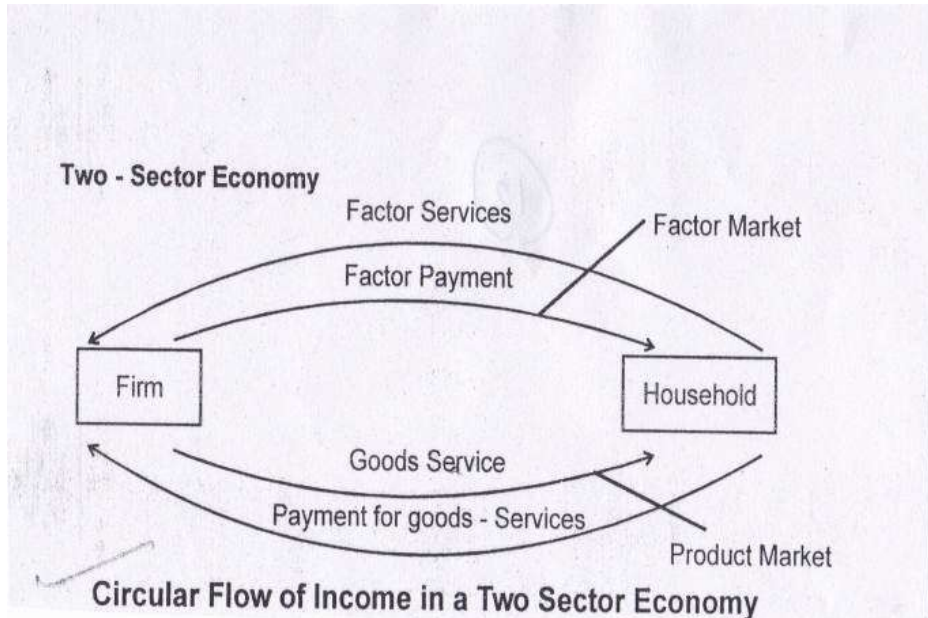 Two - Sector Economy
Factor Services
Factor Market
Factor Payment
Firm
Household
Goods Service
Payment for goods - Services
Product Market
Circular Flow of Income in a Two Sector Economy